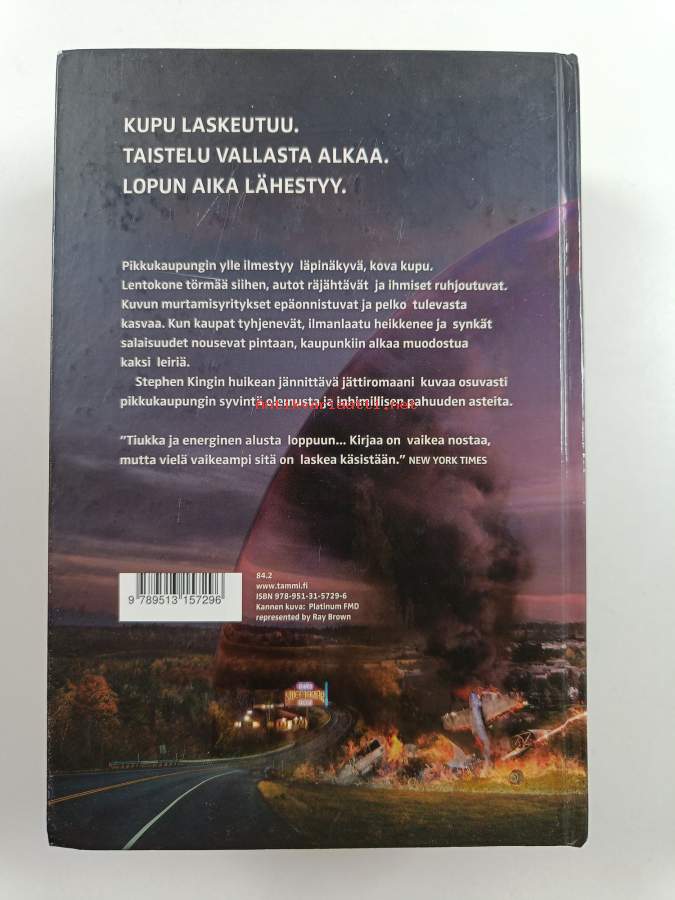 KUPU LASKEUTUU.
TAISTELU VALLASTA ALKAA.
LOPUN AIKA LÄHESTYY.
Pikkukaupungin ylle ilmestyy läpinäkyvä, kova kupu.
Lentokone törmää siihen, autot räjähtävät ja ihmiset ruhjoutuvat.
Kuvun murtamisyritykset epäonnistuvat ja pelko tulevasta
kasvaa. Kun kaupat tyhjenevät, ilmanlaatu heikkenee ja synkät
salaisuudet nousevat pintaan, kaupunkiin alkaa muodostua
kaksi leiriä.
Stephen Kingin huikean jännittävä jättiromaani kuvaa osuvasti
pikkukaupungin syvintä olemusta ja inhimillisen pahuuden asteita.
"Tiukka ja energinen alusta loppuun... Kirjaa on vaikea nostaa,
mutta vielä vaikeampi sitä on laskea käsistään." NEW YORK TIMES
84.2
www.tammi.fi
ISBN 978-951-31-5729-6
Kannen kuva: Platinum FMD
represented by Ray Brown
9 789513 157296